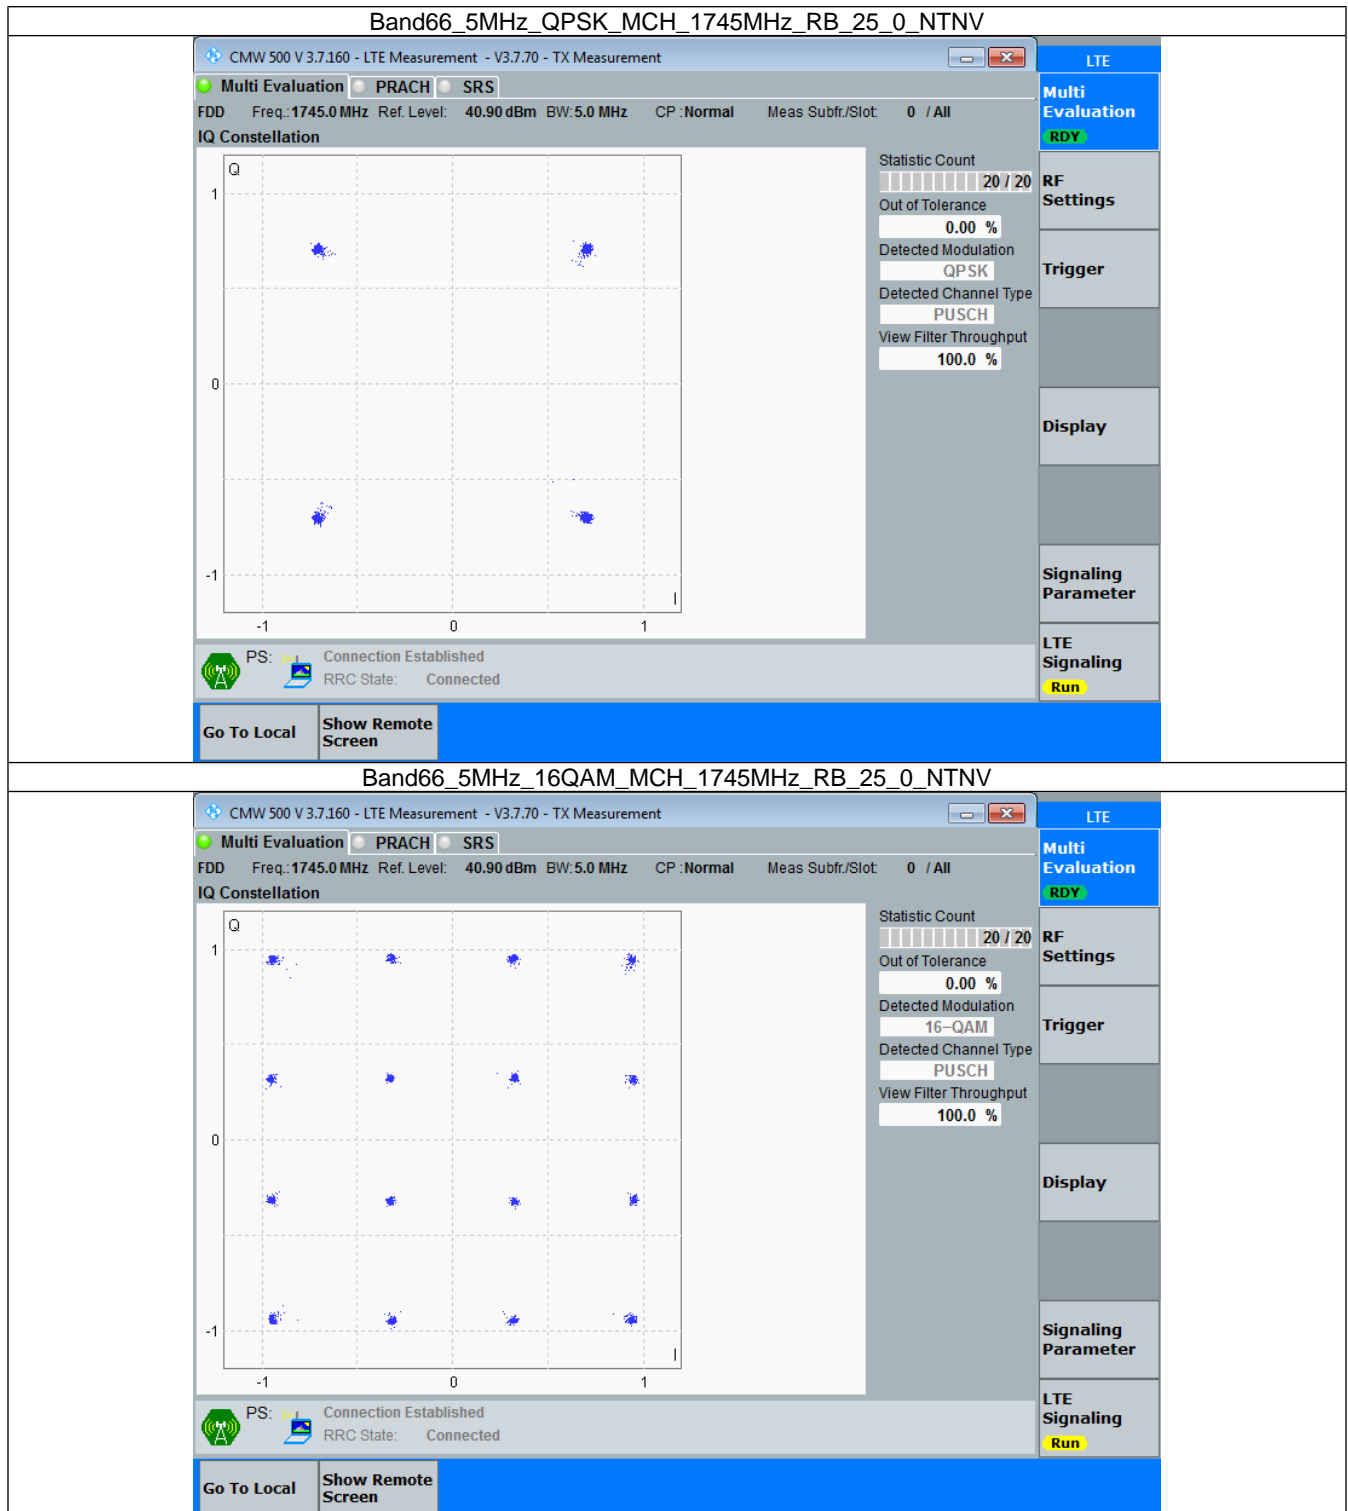 Band66_5MHz_QPSK_MCH_1745MHz_RB_25_0_NTNV
CMW 500 V 3.7.160 - LTE Measurement - V3.7.70 - TX Measurement
LTE
Multi Evaluation PRACH SRS
Multi
Evaluation
RDY
FDD Freq.:1745.0 MHz Ref. Level: 40.90 dBm BW:5.0 MHz CP :Normal Meas Subfr./Slot: 0 / All
IQ Constellation
Q
1
0
-1
I
-1 0 1
Statistic Count
20 / 20
Out of Tolerance
0.00 %
Detected Modulation
QPSK
Detected Channel Type
PUSCH
View Filter Throughput
100.0 %
RF
Settings
Trigger
Display
Signaling
Parameter
LTE
Signaling
Run
PS: Connection Established
RRC State: Connected
Go To Local
Show Remote
Screen
Band66_5MHz_16QAM_MCH_1745MHz_RB_25_0_NTNV
CMW 500 V 3.7.160 - LTE Measurement - V3.7.70 - TX Measurement
LTE
Multi Evaluation PRACH SRS
Multi
Evaluation
RDY
FDD Freq.:1745.0 MHz Ref. Level: 40.90 dBm BW:5.0 MHz CP :Normal Meas Subfr./Slot: 0 / All
IQ Constellation
Q
1
0
-1
I
-1 0 1
Statistic Count
20 / 20
Out of Tolerance
0.00 %
Detected Modulation
16-QAM
Detected Channel Type
PUSCH
View Filter Throughput
100.0 %
RF
Settings
Trigger
Display
Signaling
Parameter
LTE
Signaling
Run
PS: Connection Established
RRC State: Connected
Go To Local
Show Remote
Screen